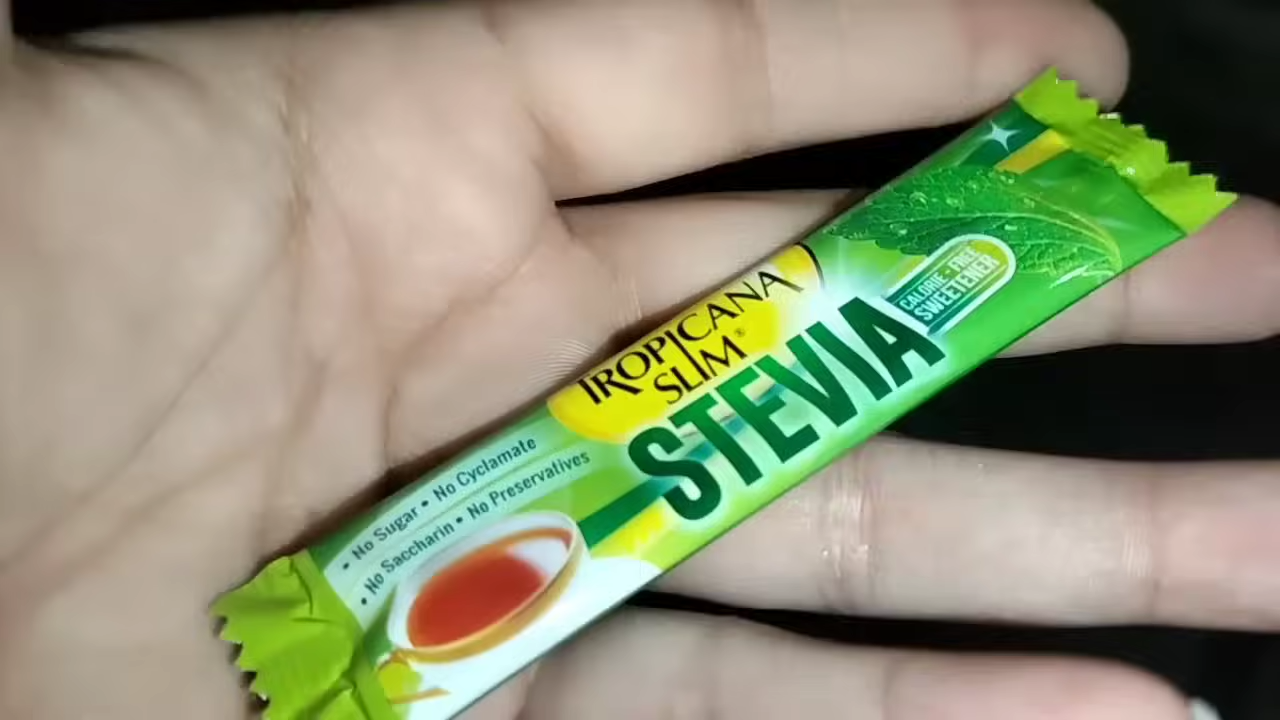 TROPICANA
SLIM®
STEVIA
CALORIE - FREE
SWEETENER
• No Sugar • No Cyclamate
• No Saccharin • No Preservatives